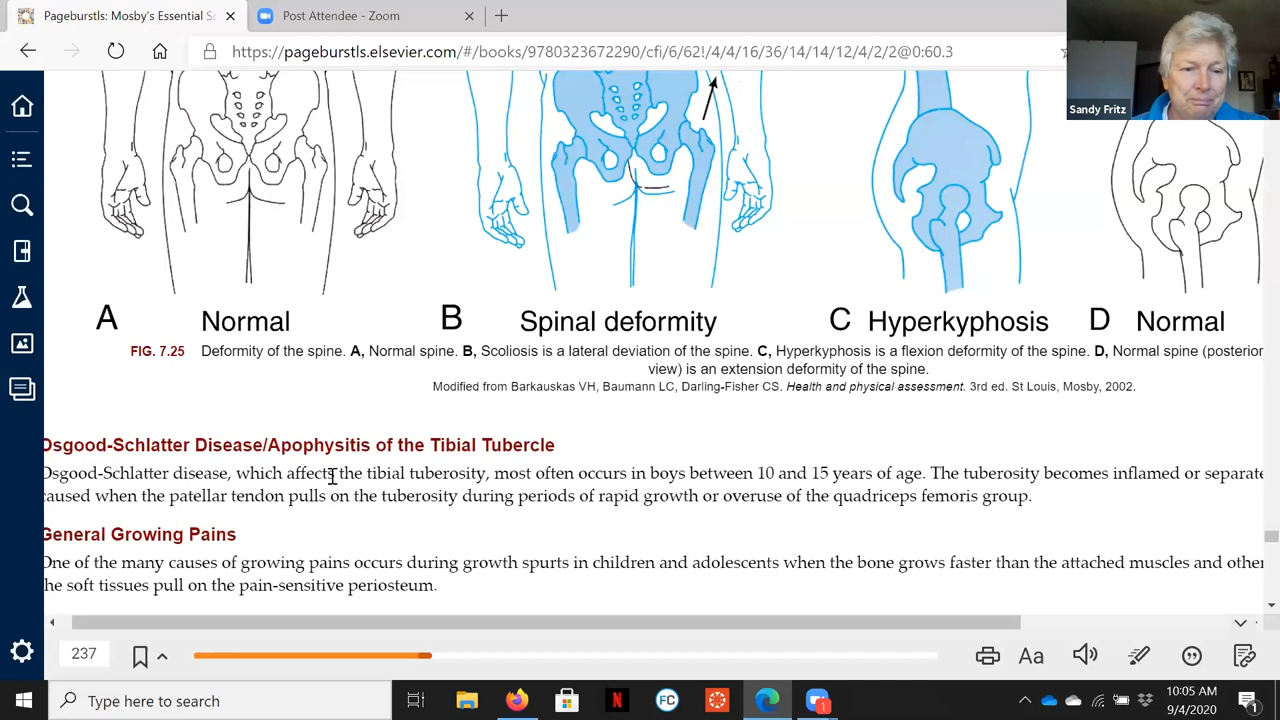 Pageburstls: Mosby's Essential Sc
Post Attendee - Zoom
https://pageburstls.elsevier.com/#/books/9780323672290/cfi/6/62!/4/4/16/36/14/14/12/4/2/2@0:60.3
Sandy Fritz
A Normal
B Spinal deformity
C Hyperkyphosis
D Normal
FIG. 7.25 Deformity of the spine. A, Normal spine. B, Scoliosis is a lateral deviation of the spine. C, Hyperkyphosis is a flexion deformity of the spine. D, Normal spine (posterior
view) is an extension deformity of the spine.
Modified from Barkauskas VH, Baumann LC, Darling-Fisher CS. Health and physical assessment. 3rd ed. St Louis, Mosby, 2002.
Osgood-Schlatter Disease/Apophysitis of the Tibial Tubercle
Osgood-Schlatter disease, which affects the tibial tuberosity, most often occurs in boys between 10 and 15 years of age. The tuberosity becomes inflamed or separate
caused when the patellar tendon pulls on the tuberosity during periods of rapid growth or overuse of the quadriceps femoris group.
General Growing Pains
One of the many causes of growing pains occurs during growth spurts in children and adolescents when the bone grows faster than the attached muscles and other
he soft tissues pull on the pain-sensitive periosteum.
237
Aa
Type here to search
N
FC
1
10:05 AM
9/4/2020
1